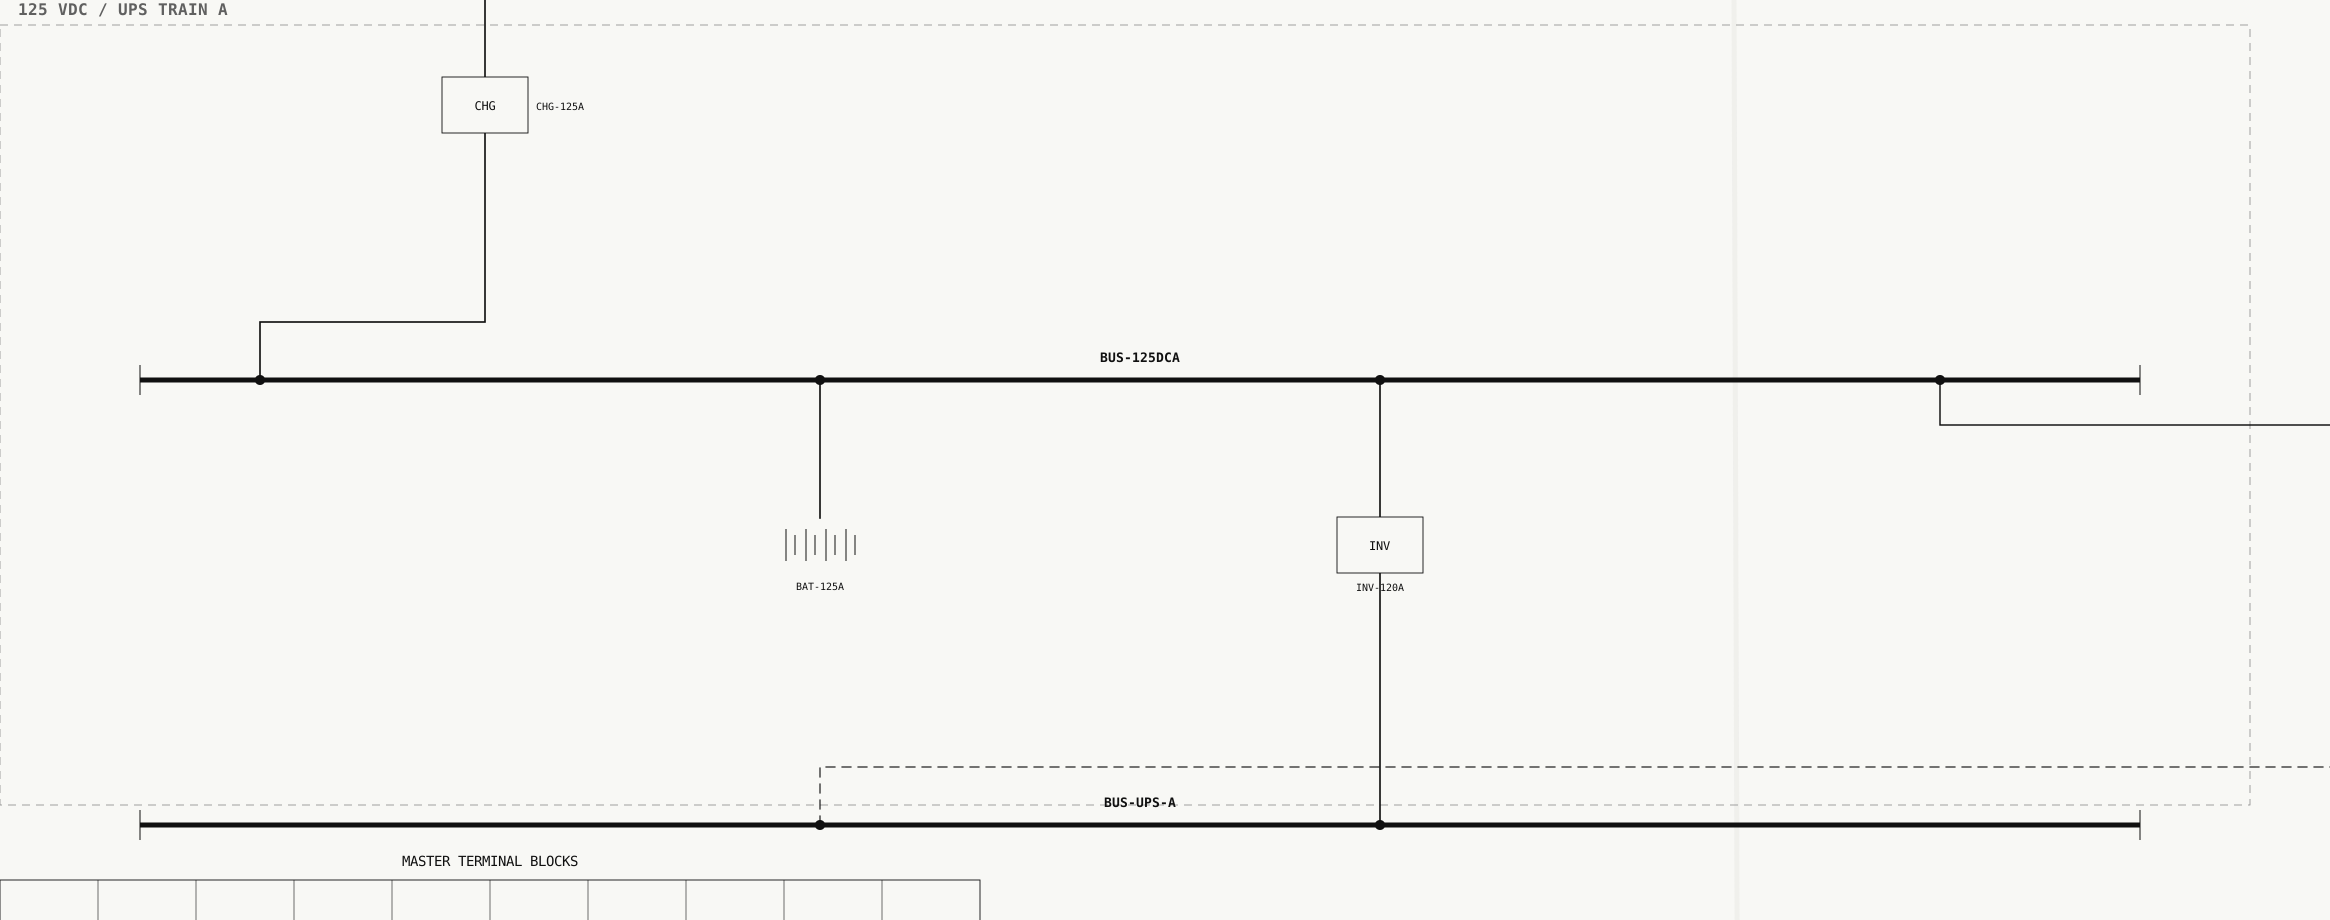 125 VDC / UPS TRAIN A
CHG
CHG-125A
BUS-125DCA
INV
BAT-125A
INV-120A
BUS-UPS-A
MASTER TERMINAL BLOCKS